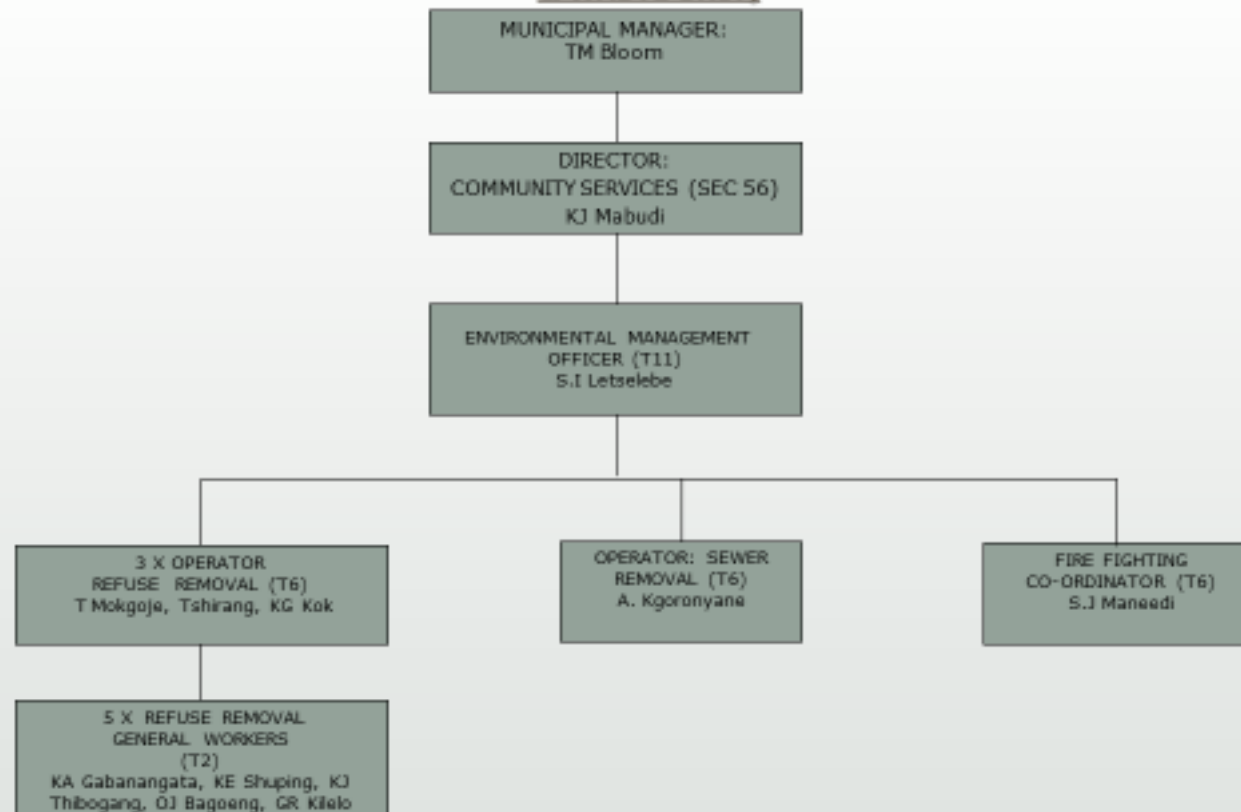 MUNICIPAL MANAGER:
TM Bloom
DIRECTOR:
COMMUNITY SERVICES (SEC 56)
KJ Mabudi
ENVIRONMENTAL MANAGEMENT
OFFICER (T11)
S.I Letselebe
3 X OPERATOR
REFUSE REMOVAL (T6)
T Mokgoje, Tshirang, KG Kok
OPERATOR: SEWER
REMOVAL (T6)
A. Kgoronyane
FIRE FIGHTING
CO-ORDINATOR (T6)
S.J Maneedi
5 X REFUSE REMOVAL
GENERAL WORKERS
(T2)
KA Gabanangata, KE Shuping, KJ
Thibogang, OJ Bagoeng, GR Kilelo